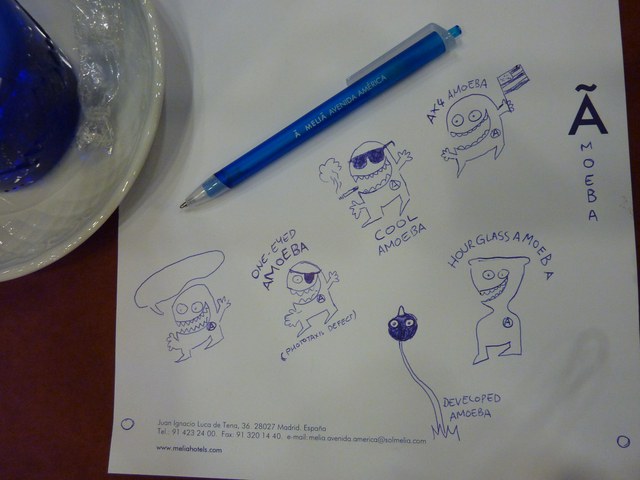 Ã MELIÁ AVENIDA AMÉRICA
AX4 AMOEBA
Ã
MOEBA
COOL
AMOEBA
ONE-EYED
AMOEBA
(PHOTOTAXIS DEFECT)
HOURGLASS AMOEBA
DEVELOPED
AMOEBA
Juan Ignacio Luca de Tena, 36. 28027 Madrid. España
Tel.: 91 423 24 00. Fax: 91 320 14 40. e-mail: melia.avenida.america@solmelia.com
www.meliahotels.com